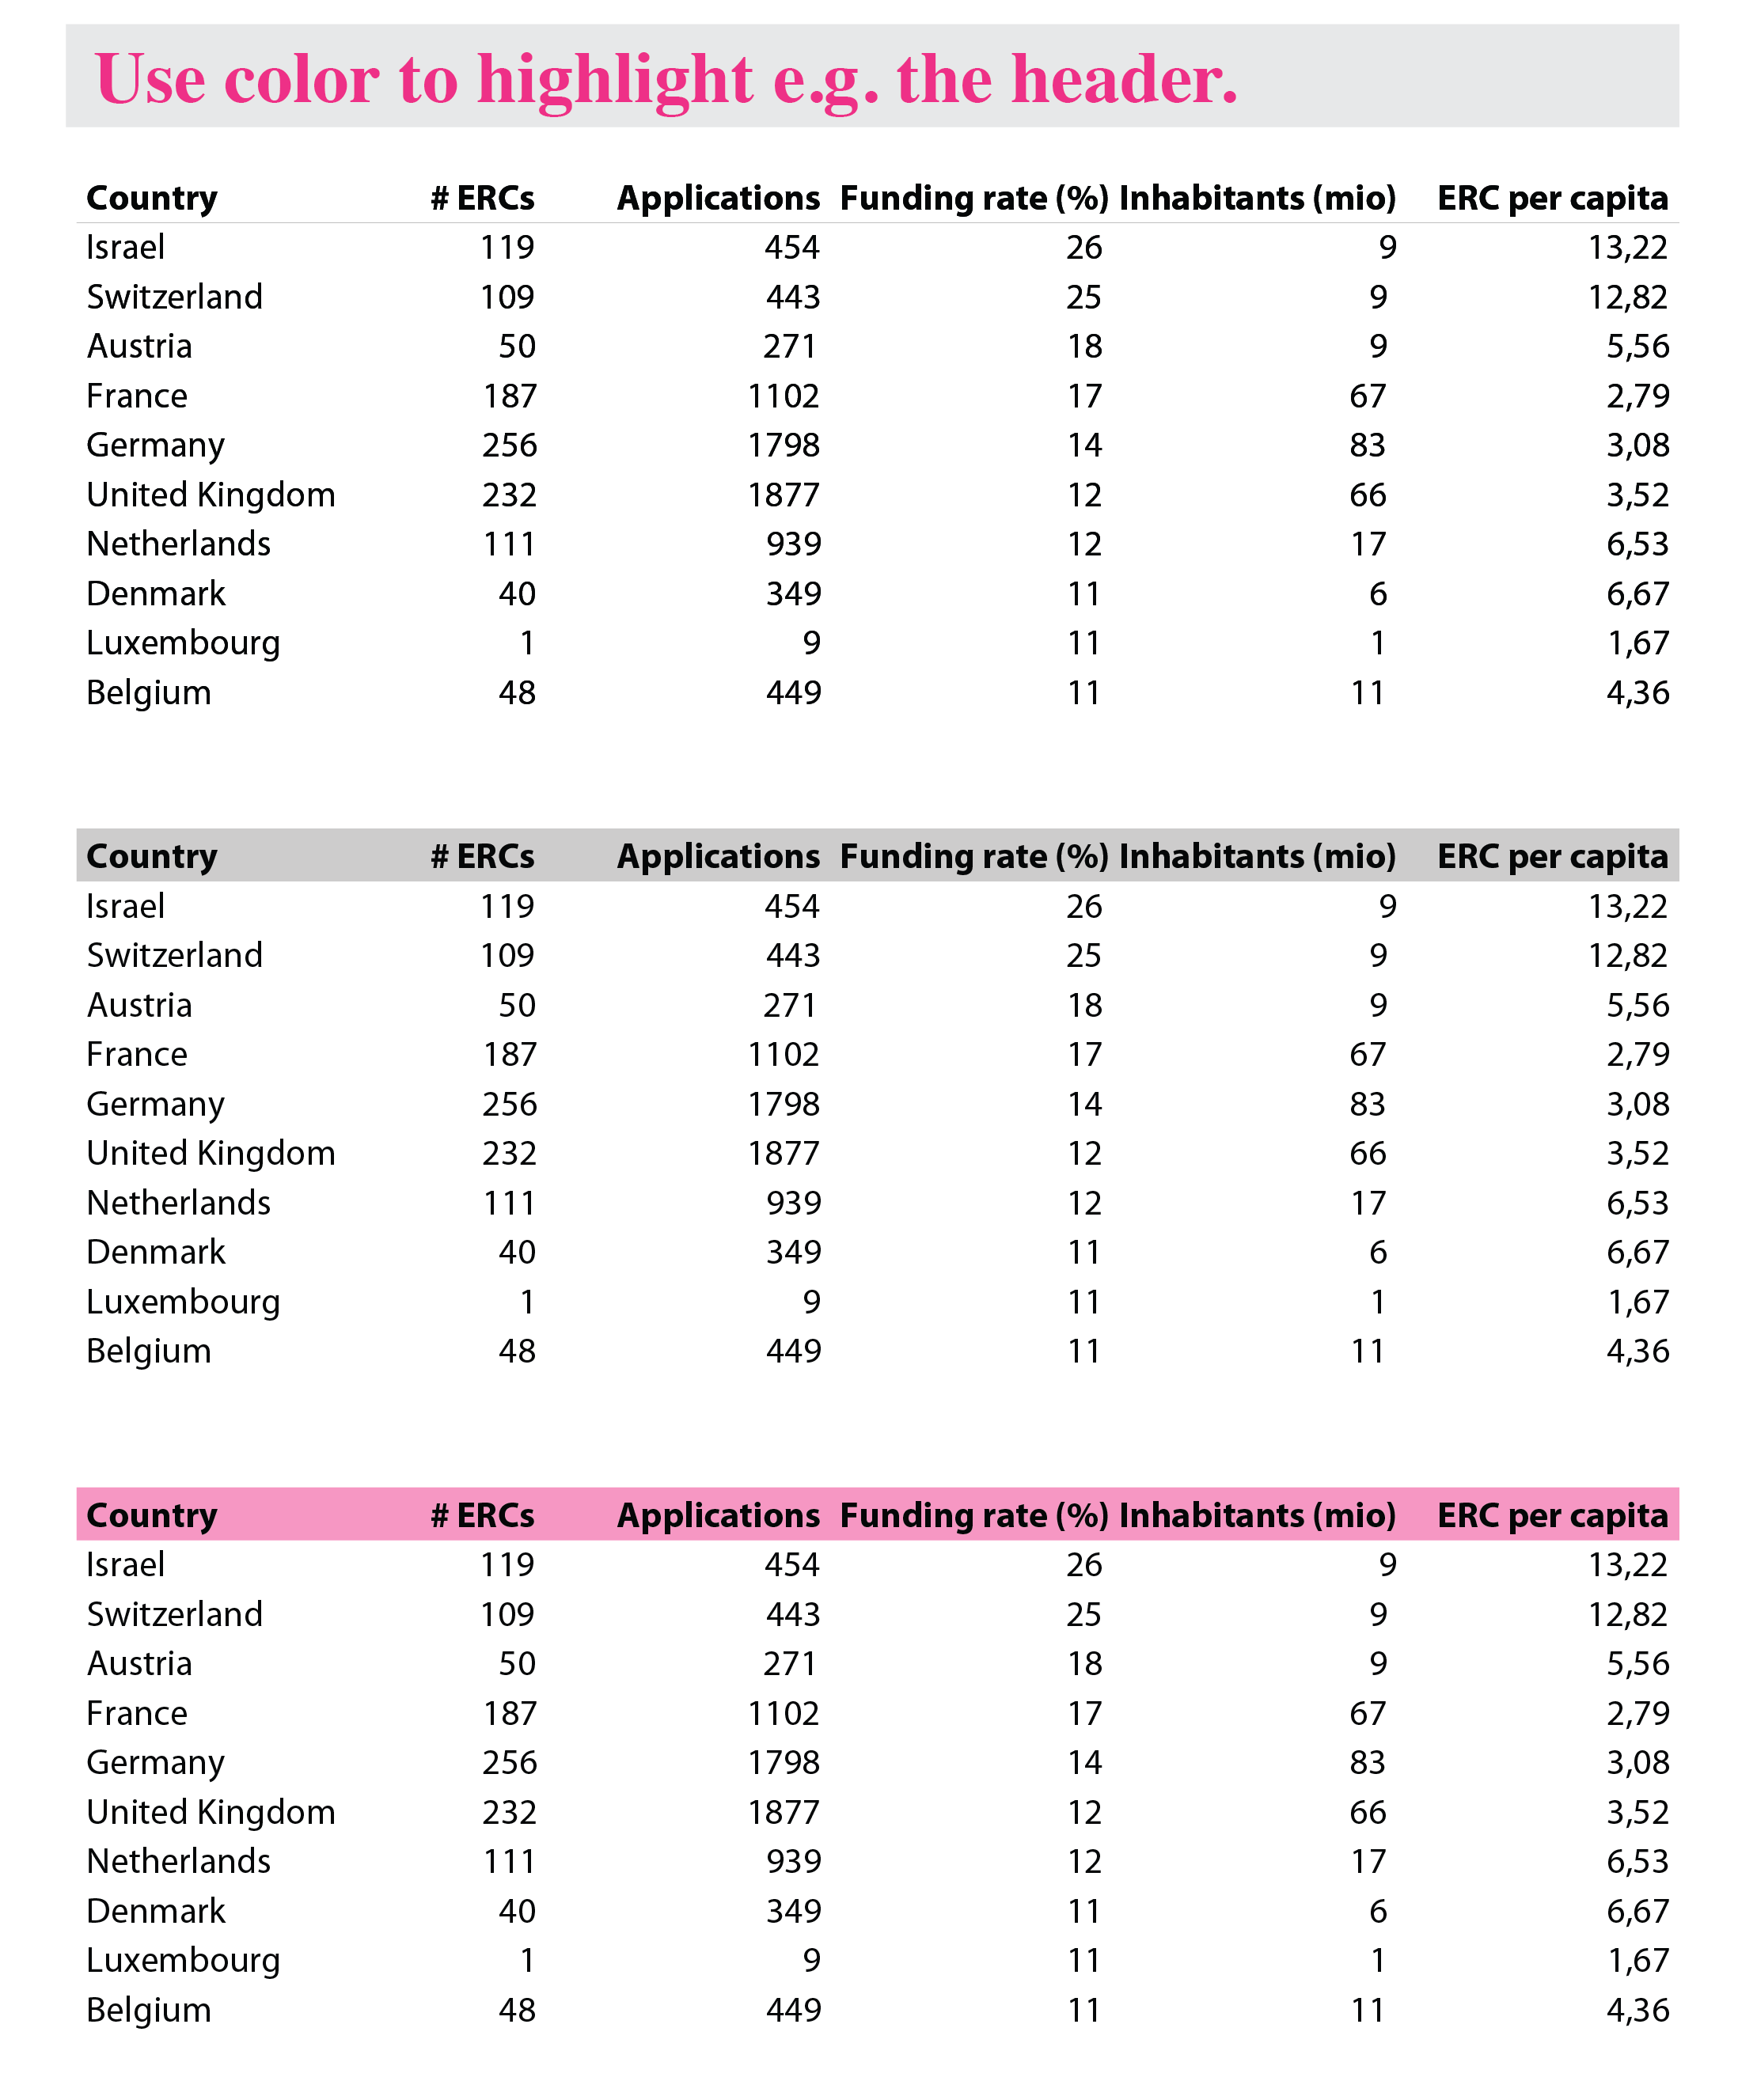 Use color to highlight e.g. the header.
Country # ERCs Applications Funding rate (%) Inhabitants (mio) ERC per capita
Israel 119 454 26 9 13,22
Switzerland 109 443 25 9 12,82
Austria 50 271 18 9 5,56
France 187 1102 17 67 2,79
Germany 256 1798 14 83 3,08
United Kingdom 232 1877 12 66 3,52
Netherlands 111 939 12 17 6,53
Denmark 40 349 11 6 6,67
Luxembourg 1 9 11 1 1,67
Belgium 48 449 11 11 4,36
Country # ERCs Applications Funding rate (%) Inhabitants (mio) ERC per capita
Israel 119 454 26 9 13,22
Switzerland 109 443 25 9 12,82
Austria 50 271 18 9 5,56
France 187 1102 17 67 2,79
Germany 256 1798 14 83 3,08
United Kingdom 232 1877 12 66 3,52
Netherlands 111 939 12 17 6,53
Denmark 40 349 11 6 6,67
Luxembourg 1 9 11 1 1,67
Belgium 48 449 11 11 4,36
Country # ERCs Applications Funding rate (%) Inhabitants (mio) ERC per capita
Israel 119 454 26 9 13,22
Switzerland 109 443 25 9 12,82
Austria 50 271 18 9 5,56
France 187 1102 17 67 2,79
Germany 256 1798 14 83 3,08
United Kingdom 232 1877 12 66 3,52
Netherlands 111 939 12 17 6,53
Denmark 40 349 11 6 6,67
Luxembourg 1 9 11 1 1,67
Belgium 48 449 11 11 4,36